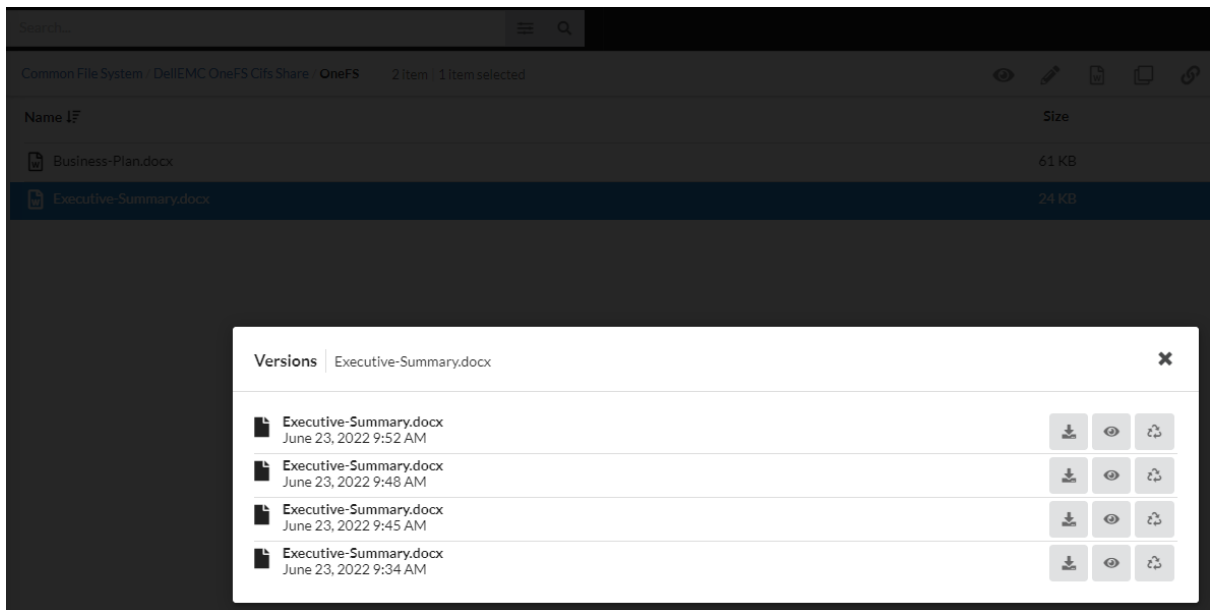 Search...
Common File System / DellEMC OneFS Cifs Share / OneFS 2 item | 1 item selected
Name Size
Business-Plan.docx 61 KB
Executive-Summary.docx 24 KB
Versions Executive-Summary.docx
Executive-Summary.docx
June 23, 2022 9:52 AM
Executive-Summary.docx
June 23, 2022 9:48 AM
Executive-Summary.docx
June 23, 2022 9:45 AM
Executive-Summary.docx
June 23, 2022 9:34 AM